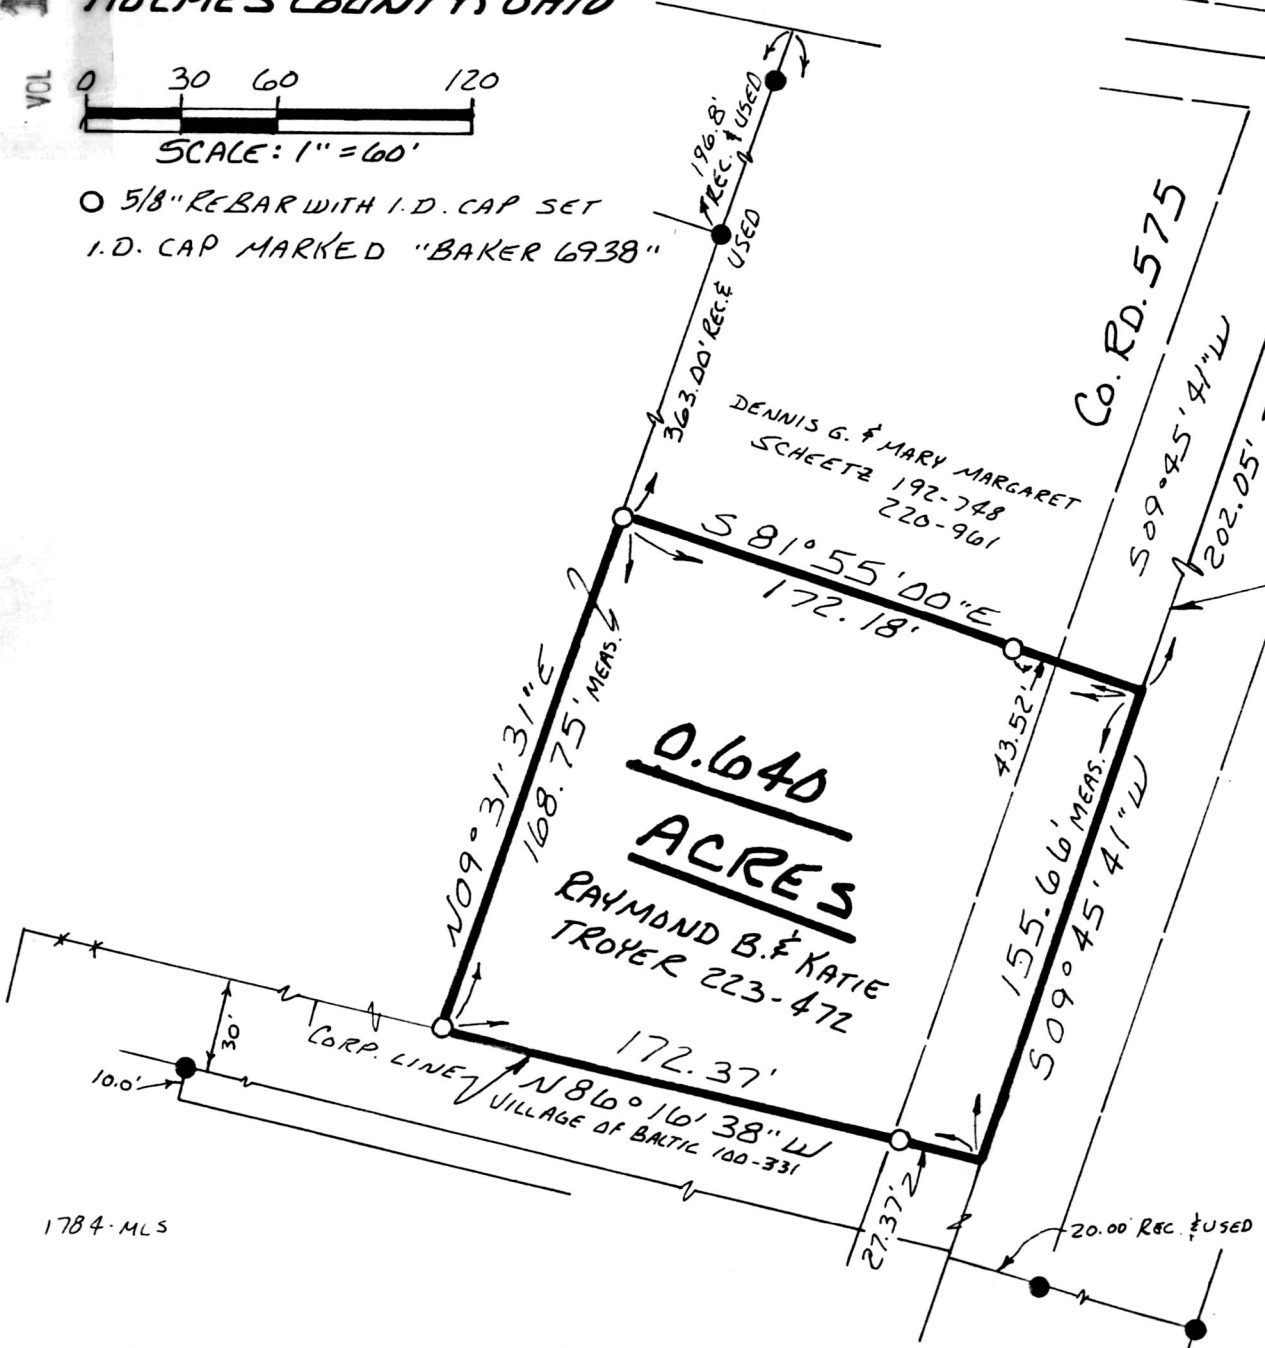 HOLMES COUNTY, OHIO
VOL
0 30 60 120
SCALE: 1" = 60'
5/8" REBAR WITH I.D. CAP SET
I.D. CAP MARKED "BAKER 6938"
196.8'
REC. & USED
363.00' REC. & USED
CO. RD. 575
DENNIS G. & MARY MARGARET
SCHEETZ 192-748
220-961
S09°45'41"W
202.05'
S 81°55'00"E
172.18'
43.52'
N09°31'31"E
168.75' MEAS.
0.640
ACRES
RAYMOND B. & KATIE
TROYER 223-472
155.66' MEAS.
S09°45'41"W
172.37'
N86°16'38"W
CORP. LINE
VILLAGE OF BALTIC 100-331
30'
10.0'
27.37'
20.00' REC. & USED
1784-MLS